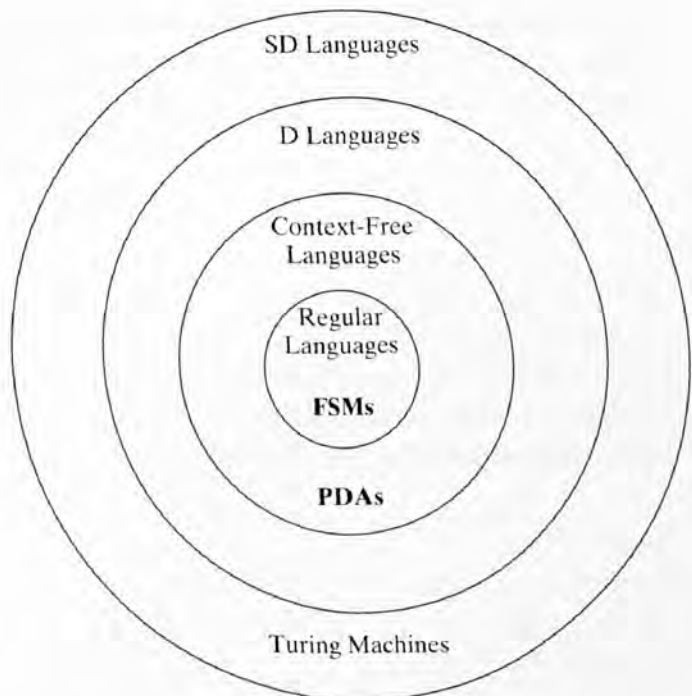 SD Languages
D Languages
Context-Free
Languages
Regular
Languages
FSMs
PDAs
Turing Machines